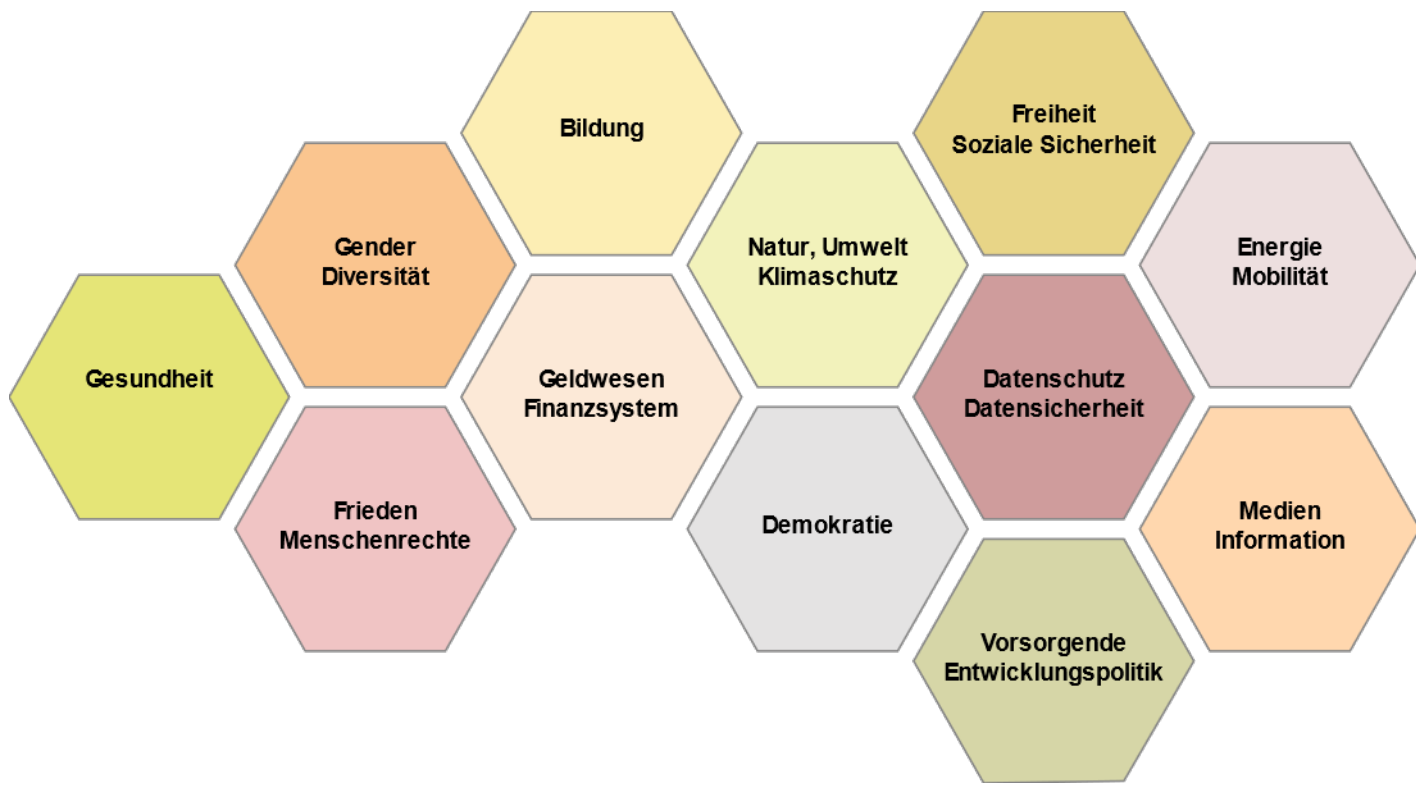 Bildung
Freiheit
Soziale Sicherheit
Gender
Diversität
Natur, Umwelt
Klimaschutz
Energie
Mobilität
Gesundheit
Geldwesen
Finanzsystem
Datenschutz
Datensicherheit
Frieden
Menschenrechte
Demokratie
Medien
Information
Vorsorgende
Entwicklungspolitik